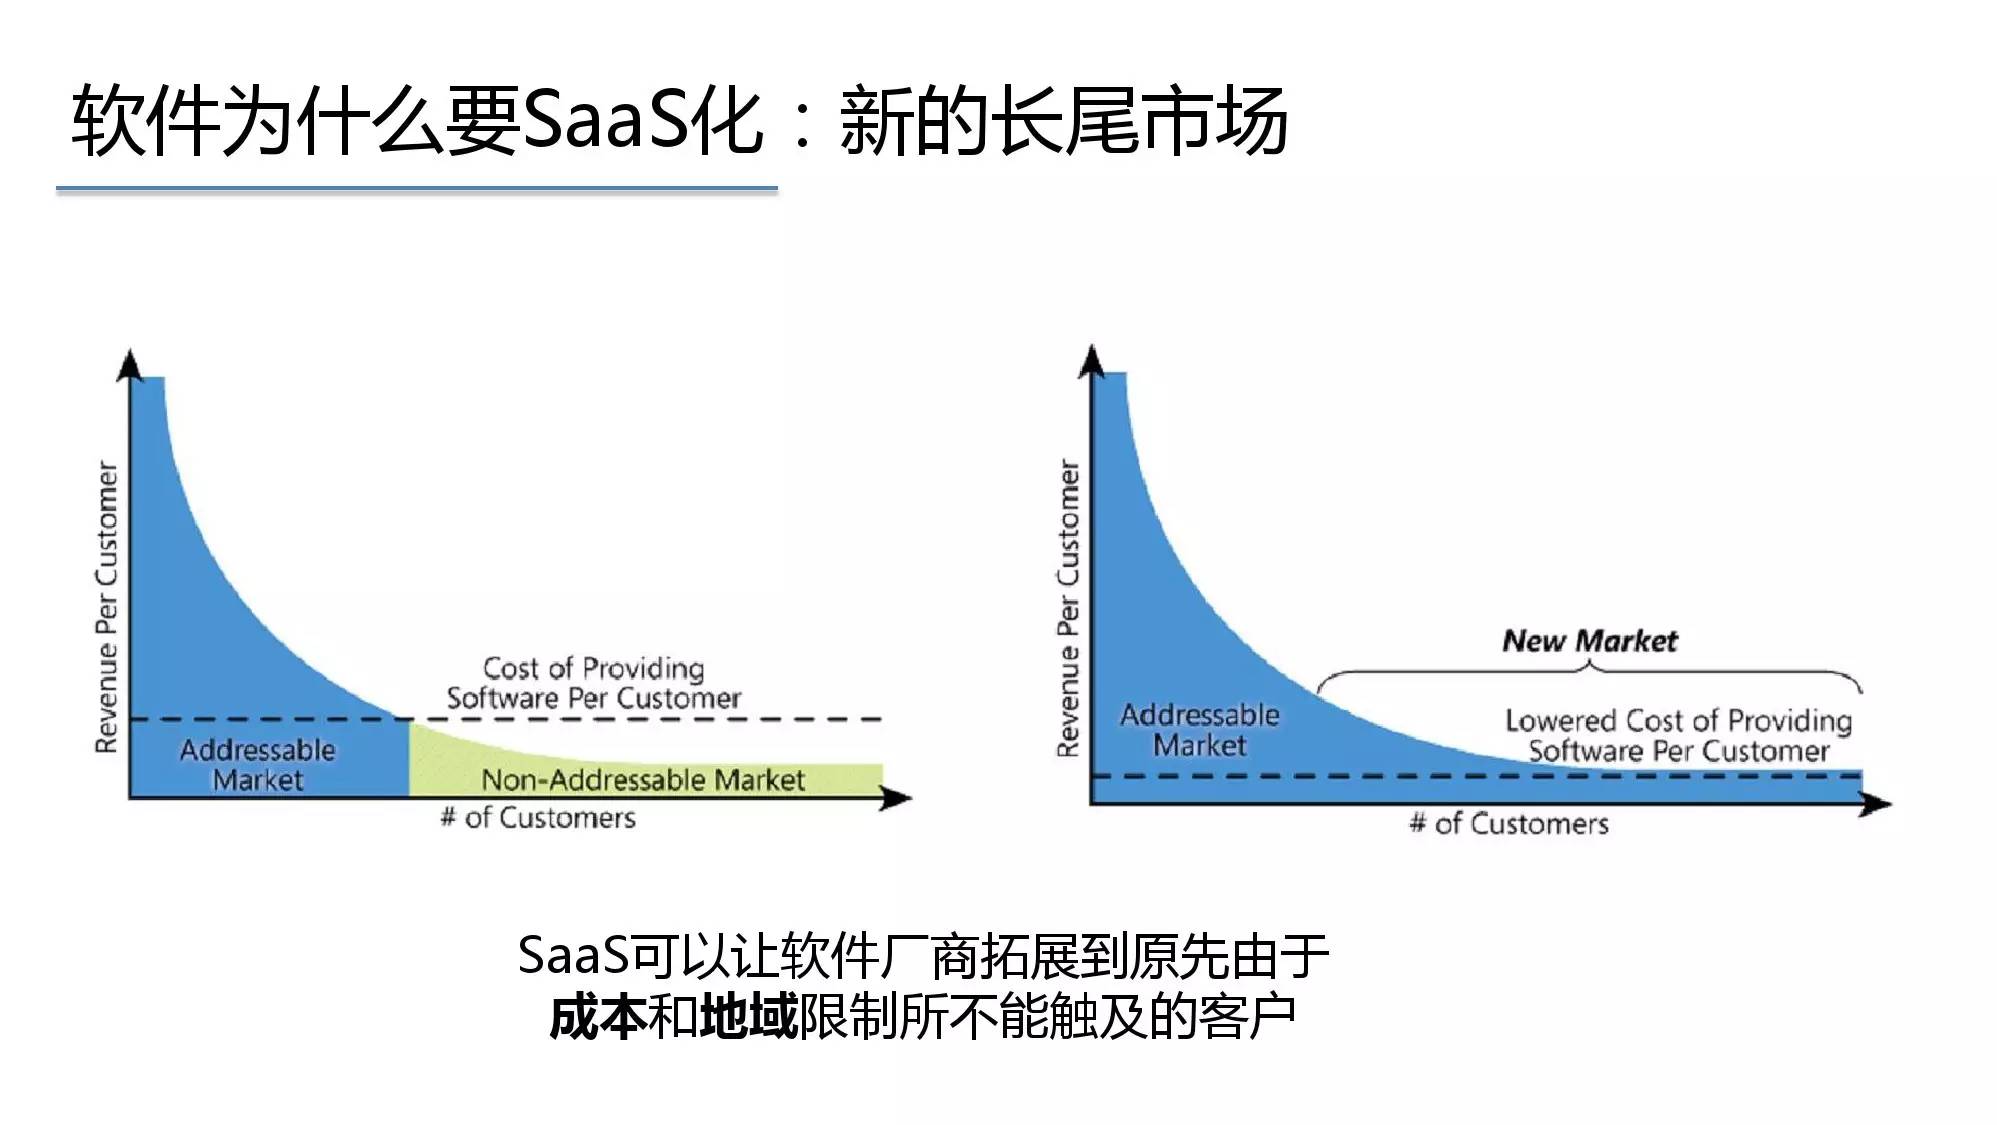 软件为什么要SaaS化：新的长尾市场
Revenue Per Customer
Cost of Providing
Software Per Customer
Addressable
Market
Non-Addressable Market
# of Customers
Revenue Per Customer
New Market
Addressable
Market
Lowered Cost of Providing
Software Per Customer
# of Customers
SaaS可以让软件厂商拓展到原先由于
成本和地域限制所不能触及的客户